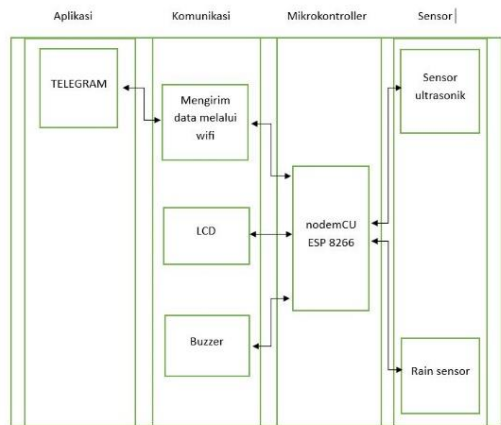 Aplikasi
Komunikasi
Mikrokontroller
Sensor
TELEGRAM
Mengirim
data melalui
wifi
LCD
Buzzer
nodemCU
ESP 8266
Sensor
ultrasonik
Rain sensor